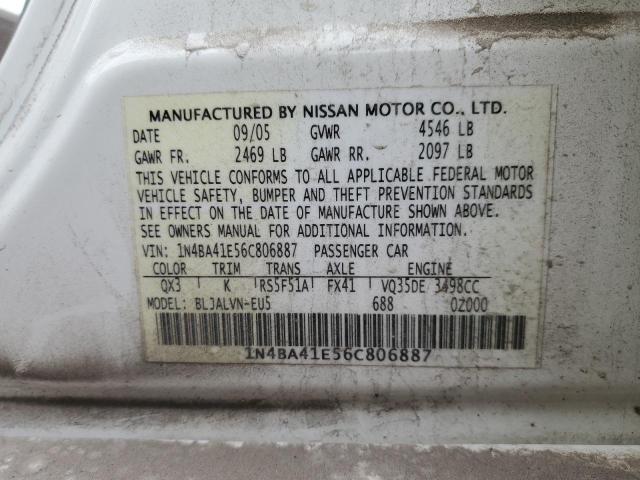 MANUFACTURED BY NISSAN MOTOR CO., LTD.
DATE 09/05 GVWR 4546 LB
GAWR FR. 2469 LB GAWR RR. 2097 LB
THIS VEHICLE CONFORMS TO ALL APPLICABLE FEDERAL MOTOR
VEHICLE SAFETY, BUMPER AND THEFT PREVENTION STANDARDS
IN EFFECT ON THE DATE OF MANUFACTURE SHOWN ABOVE.
SEE OWNERS MANUAL FOR ADDITIONAL INFORMATION.
VIN: 1N4BA41E56C806887 PASSENGER CAR
COLOR TRIM TRANS AXLE ENGINE
QX3 K RS5F51A FX41 VQ35DE 3498CC
MODEL: BLJALVN-EU5 688 0Z000
1N4BA41E56C806887